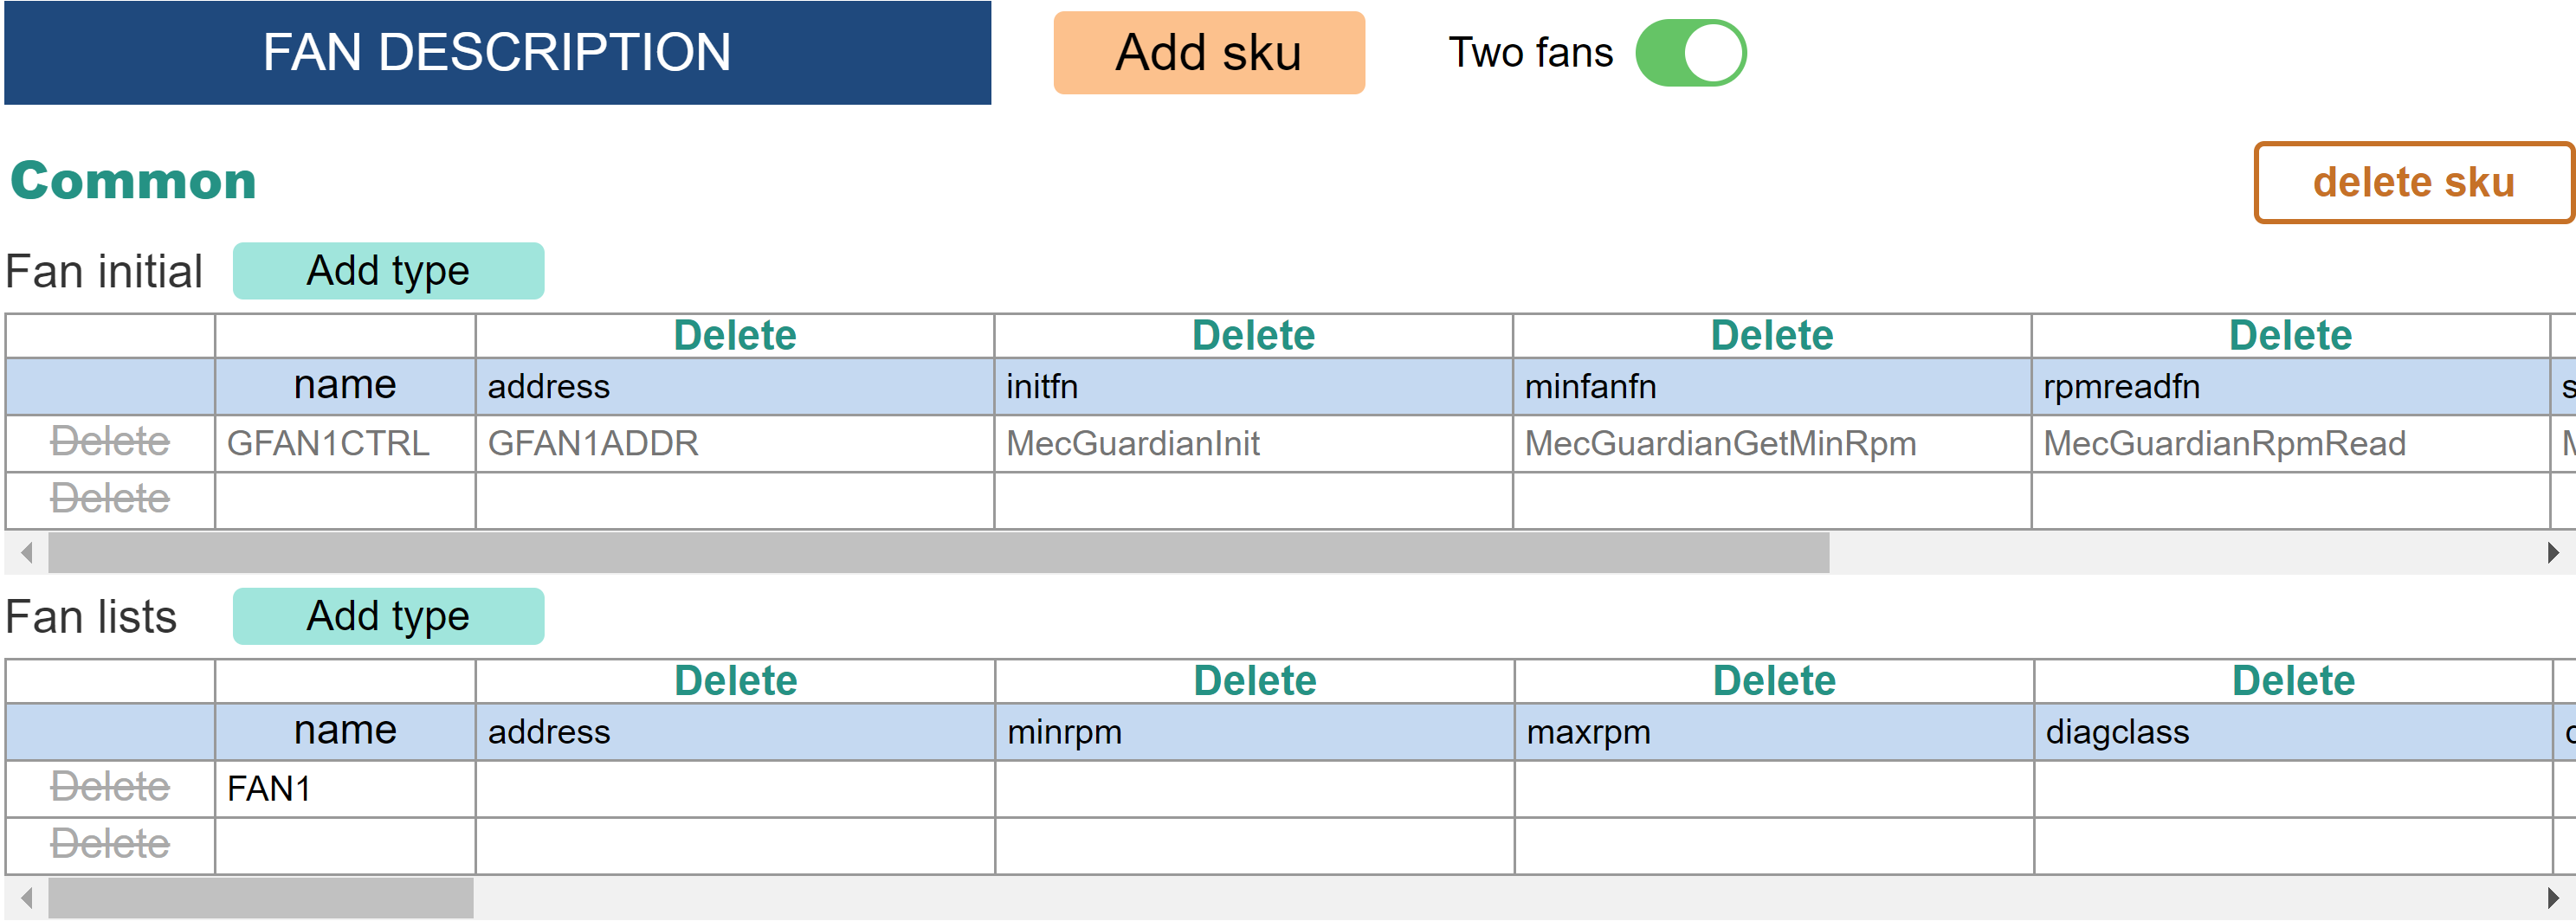 FAN DESCRIPTION Add sku Two fans
Common delete sku
Fan initial Add type
Delete Delete Delete Delete
name address initfn minfanfn rpmreadfn
Delete GFAN1CTRL GFAN1ADDR MecGuardianInit MecGuardianGetMinRpm MecGuardianRpmRead
Delete
Fan lists Add type
Delete Delete Delete Delete
name address minrpm maxrpm diagclass
Delete FAN1
Delete